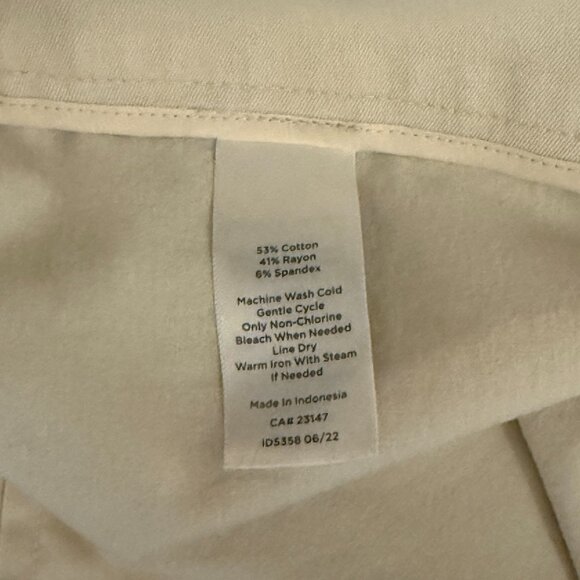 53% Cotton
41% Rayon
6% Spandex
Machine Wash Cold
Gentle Cycle
Only Non-Chlorine
Bleach When Needed
Line Dry
Warm Iron With Steam
If Needed
Made In Indonesia
CA# 23147
ID5358 06/22